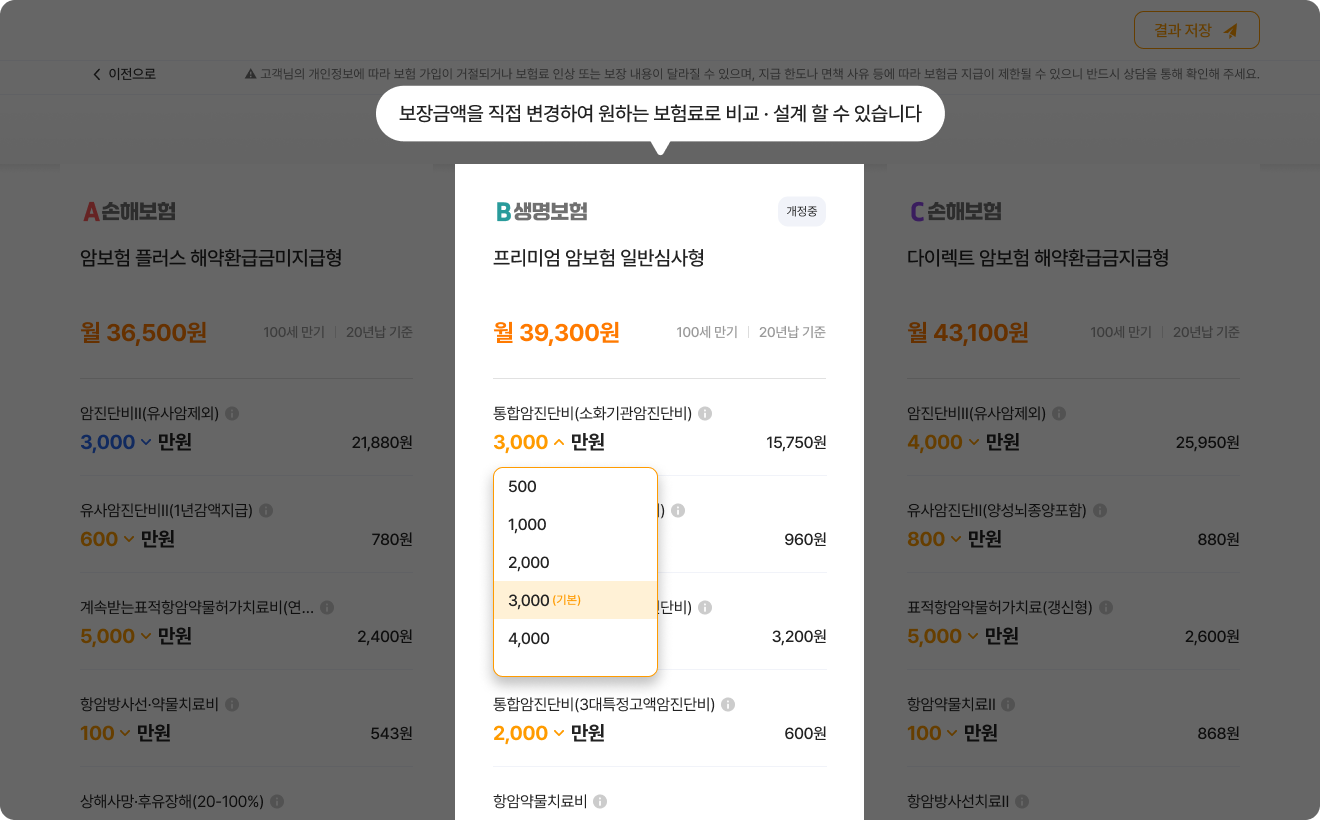 결과 저장
이전으로
고객님의 개인정보에 따라 보험 가입이 거절되거나 보험료 인상 또는 보장 내용이 달라질 수 있으며, 지급 한도나 면책 사유 등에 따라 보험금 지급이 제한될 수 있으니 반드시 상담을 통해 확인해 주세요.
보장금액을 직접 변경하여 원하는 보험료로 비교 · 설계 할 수 있습니다
A손해보험
암보험 플러스 해약환급금미지급형
월 36,500원 100세 만기 20년납 기준
암진단비II(유사암제외)
3,000 만원 21,880원
유사암진단비II(1년감액지급)
600 만원 780원
계속받는표적항암약물허가치료비(연...
5,000 만원 2,400원
항암방사선·약물치료비
100 만원 543원
상해사망·후유장해(20-100%)
B생명보험 개정중
프리미엄 암보험 일반심사형
월 39,300원 100세 만기 20년납 기준
통합암진단비(소화기관암진단비)
3,000 만원 15,750원
500
1,000
2,000
3,000 (기본)
4,000
)
960원
단비)
3,200원
통합암진단비(3대특정고액암진단비)
2,000 만원 600원
항암약물치료비
C손해보험
다이렉트 암보험 해약환급금지급형
월 43,100원 100세 만기 20년납 기준
암진단비II(유사암제외)
4,000 만원 25,950원
유사암진단II(양성뇌종양포함)
800 만원 880원
표적항암약물허가치료(갱신형)
5,000 만원 2,600원
항암약물치료II
100 만원 868원
항암방사선치료II